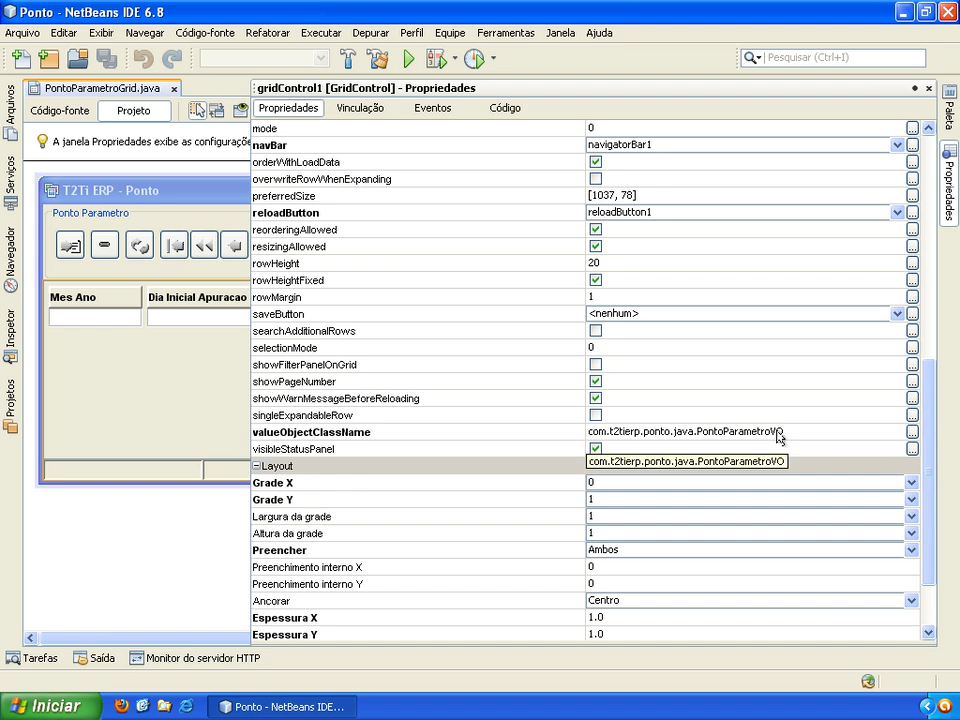 Ponto - NetBeans IDE 6.8
Arquivo Editar Exibir Navegar Código-fonte Refatorar Executar Depurar Perfil Equipe Ferramentas Janela Ajuda
Pesquisar (Ctrl+I)
PontoParametroGrid.java
Código-fonte Projeto
A janela Propriedades exibe as configuraçõe
T2Ti ERP - Ponto
Ponto Parametro
Mes Ano Dia Inicial Apuracao
Arquivos
Serviços
Navegador
Inspetor
Projetos
gridControl1 [GridControl] - Propriedades
Propriedades Vinculação Eventos Código
mode 0
navBar navigatorBar1
orderWithLoadData
overwriteRowWhenExpanding
preferredSize [1037, 78]
reloadButton reloadButton1
reorderingAllowed
resizingAllowed
rowHeight 20
rowHeightFixed
rowMargin 1
saveButton <nenhum>
searchAdditionalRows
selectionMode 0
showFilterPanelOnGrid
showPageNumber
showWarnMessageBeforeReloading
singleExpandableRow
valueObjectClassName com.t2tierp.ponto.java.PontoParametroVO
visibleStatusPanel
com.t2tierp.ponto.java.PontoParametroVO
Layout
Grade X 0
Grade Y 1
Largura da grade 1
Altura da grade 1
Preencher Ambos
Preenchimento interno X 0
Preenchimento interno Y 0
Ancorar Centro
Espessura X 1.0
Espessura Y 1.0
Paleta
Propriedades
Tarefas Saída Monitor do servidor HTTP
Iniciar Ponto - NetBeans IDE...